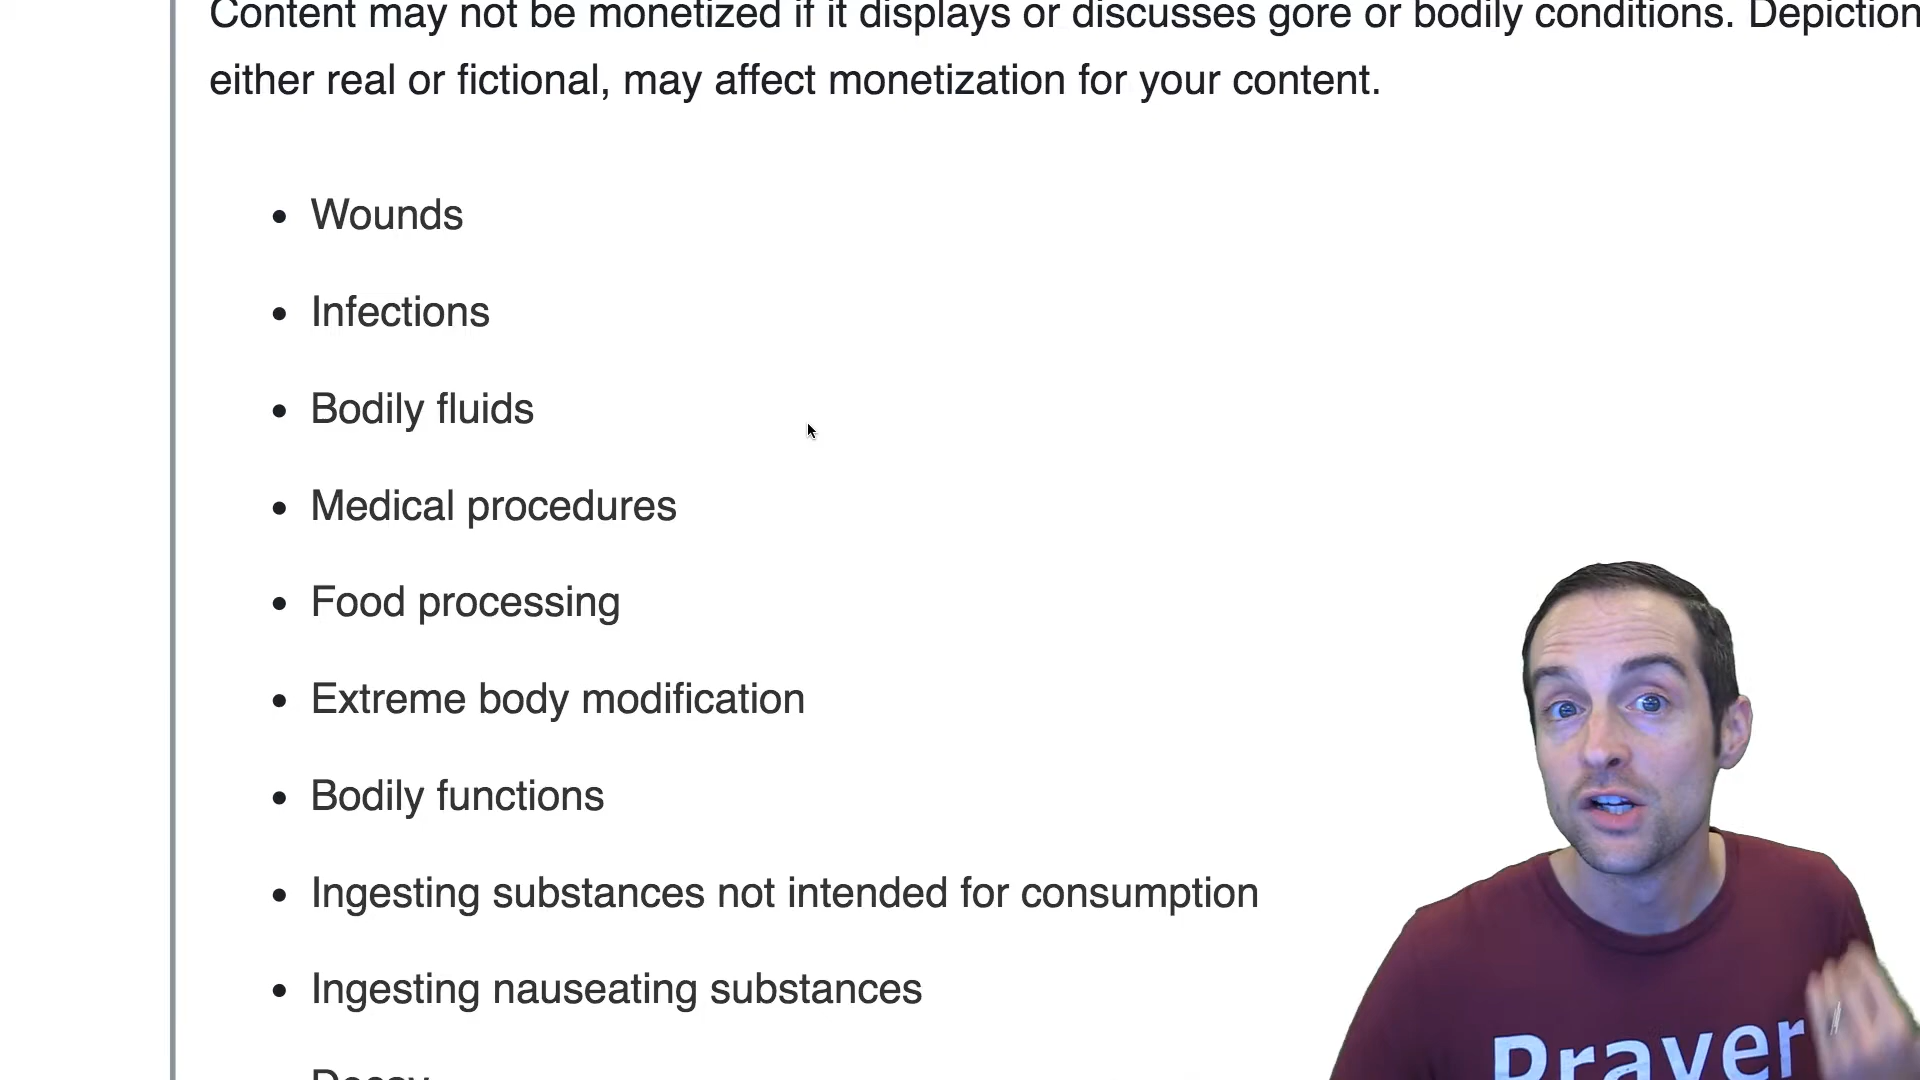 Content may not be monetized if it displays or discusses gore or bodily conditions. Depiction
either real or fictional, may affect monetization for your content.
• Wounds
• Infections
• Bodily fluids
• Medical procedures
• Food processing
• Extreme body modification
• Bodily functions
• Ingesting substances not intended for consumption
• Ingesting nauseating substances
Decay
Prayer